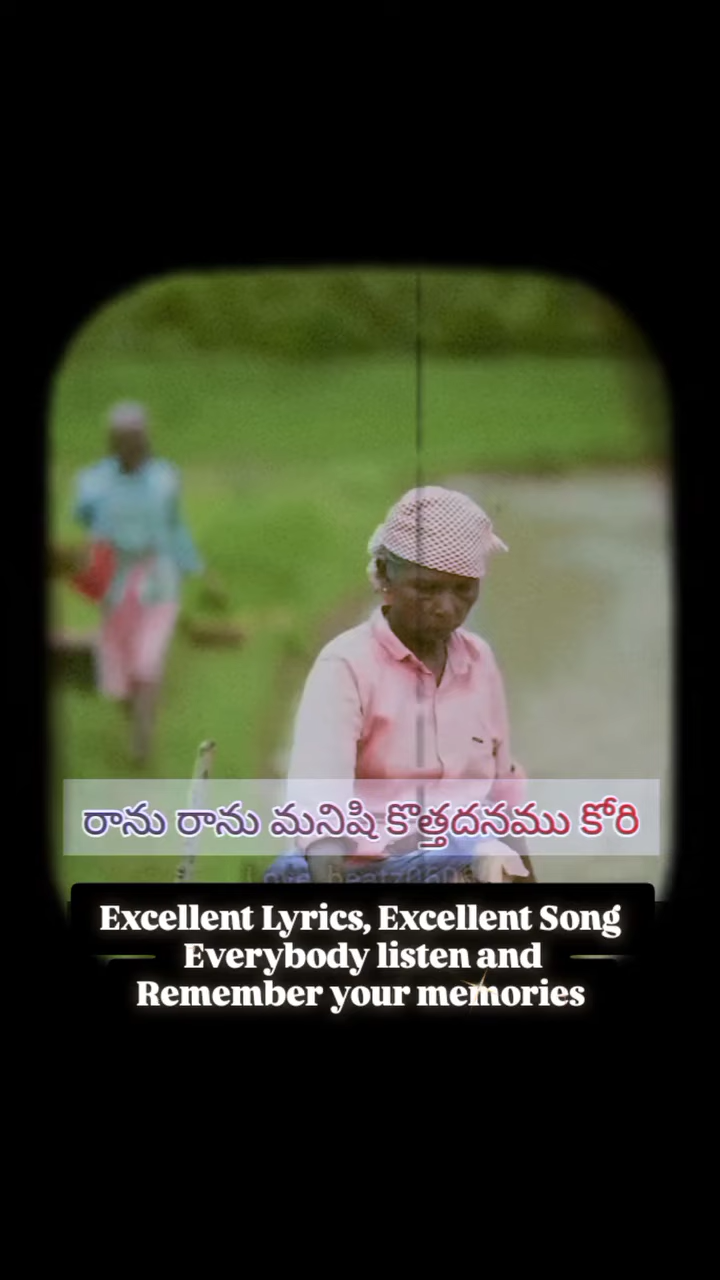 రాను రాను మనిషి కొత్తదనము కోరి
Excellent Lyrics, Excellent Song
Everybody listen and
Remember your memories